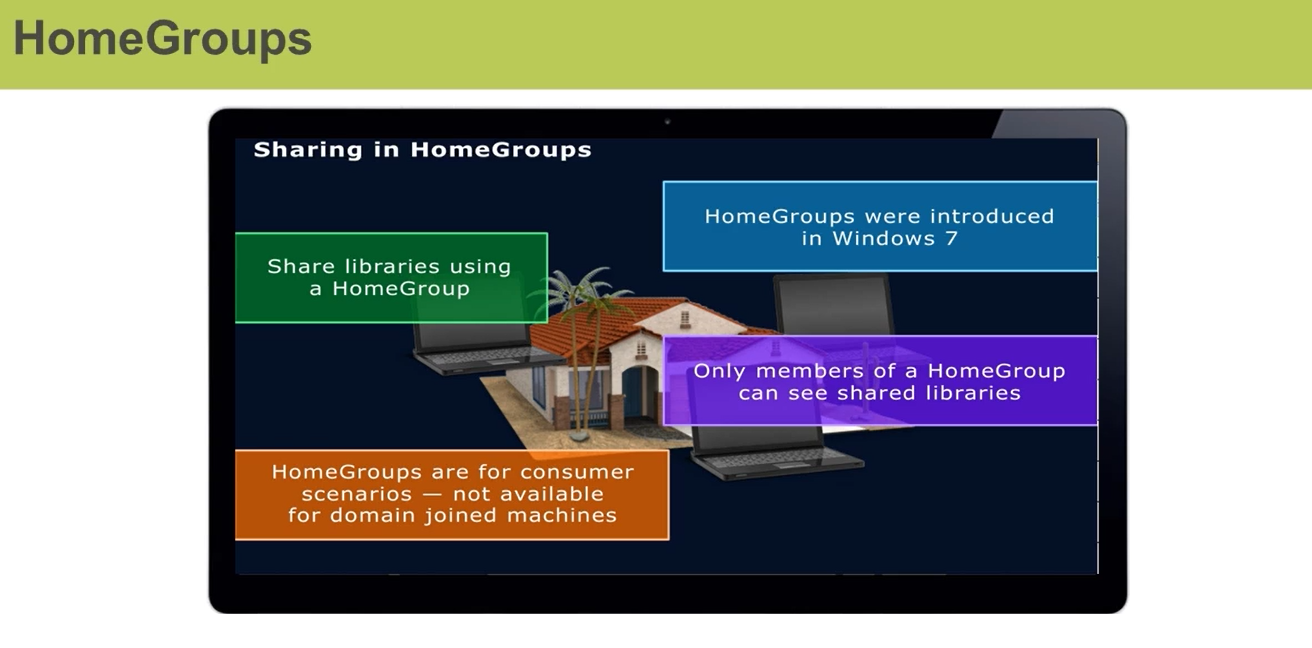 HomeGroups
Sharing in HomeGroups
HomeGroups were introduced
in Windows 7
Share libraries using
a HomeGroup
Only members of a HomeGroup
can see shared libraries
HomeGroups are for consumer
scenarios — not available
for domain joined machines